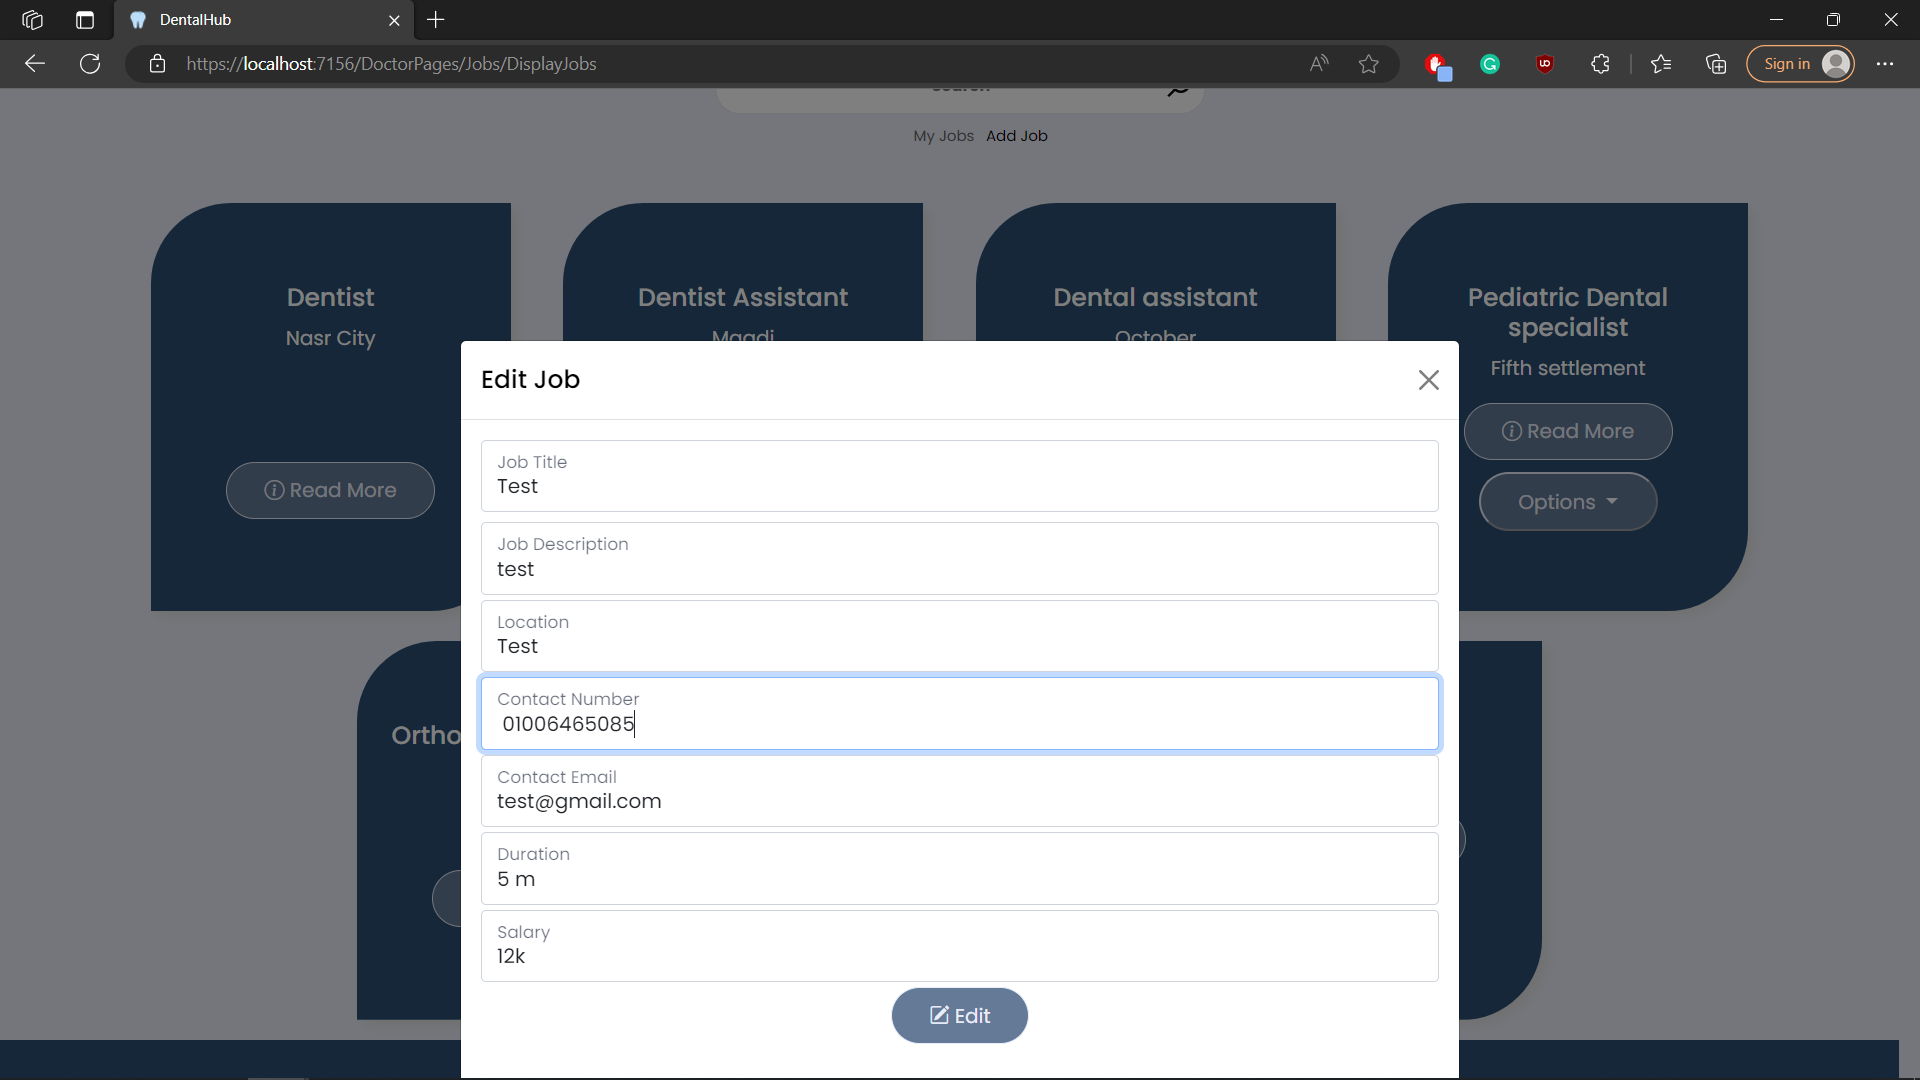 DentalHub
https://localhost:7156/DoctorPages/Jobs/DisplayJobs
Sign in
My Jobs Add Job
Dentist
Nasr City
Read More
Dentist Assistant
Maadi
Dental assistant
October
Pediatric Dental
specialist
Fifth settlement
Read More
Options
Ortho
Edit Job
Job Title
Test
Job Description
test
Location
Test
Contact Number
01006465085
Contact Email
test@gmail.com
Duration
5 m
Salary
12k
Edit